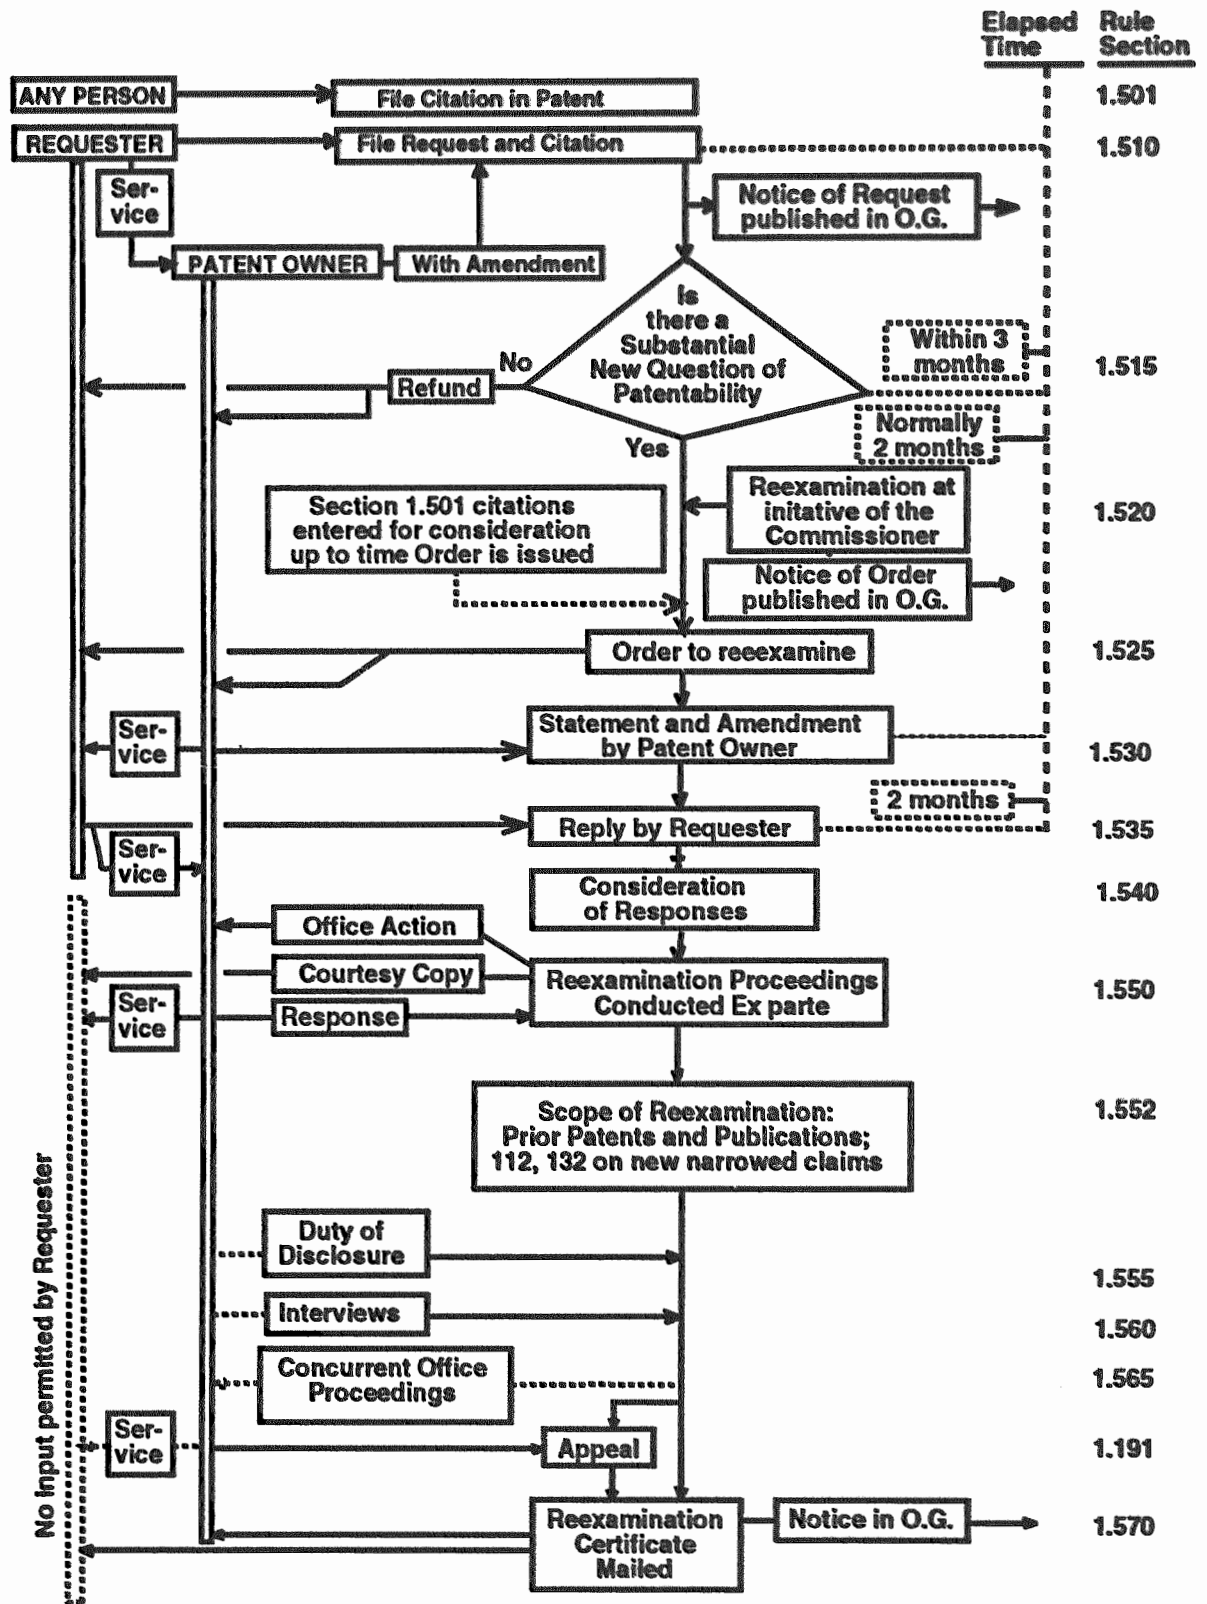 Elapsed Time
Rule Section
ANY PERSON
File Citation in Patent
1.501
REQUESTER
File Request and Citation
1.510
Ser-
vice
Notice of Request
published in O.G.
PATENT OWNER
With Amendment
Is
there a
Substantial
New Question of
Patentability
Within 3
months
1.515
No
Refund
Normally
2 months
Yes
Section 1.501 citations
entered for consideration
up to time Order is issued
Reexamination at
initative of the
Commissioner
1.520
Notice of Order
published in O.G.
Order to reeexamine
1.525
Ser-
vice
Statement and Amendment
by Patent Owner
1.530
2 months
Reply by Requester
1.535
Ser-
vice
Consideration
of Responses
1.540
Office Action
Courtesy Copy
Reexamination Proceedings
Conducted Ex parte
1.550
Ser-
vice
Response
Scope of Reexamination:
Prior Patents and Publications;
112, 132 on new narrowed claims
1.552
No input permitted by Requester
Duty of
Disclosure
1.555
Interviews
1.560
Concurrent Office
Proceedings
1.565
Ser-
vice
Appeal
1.191
Reexamination
Certificate
Mailed
Notice in O.G.
1.570